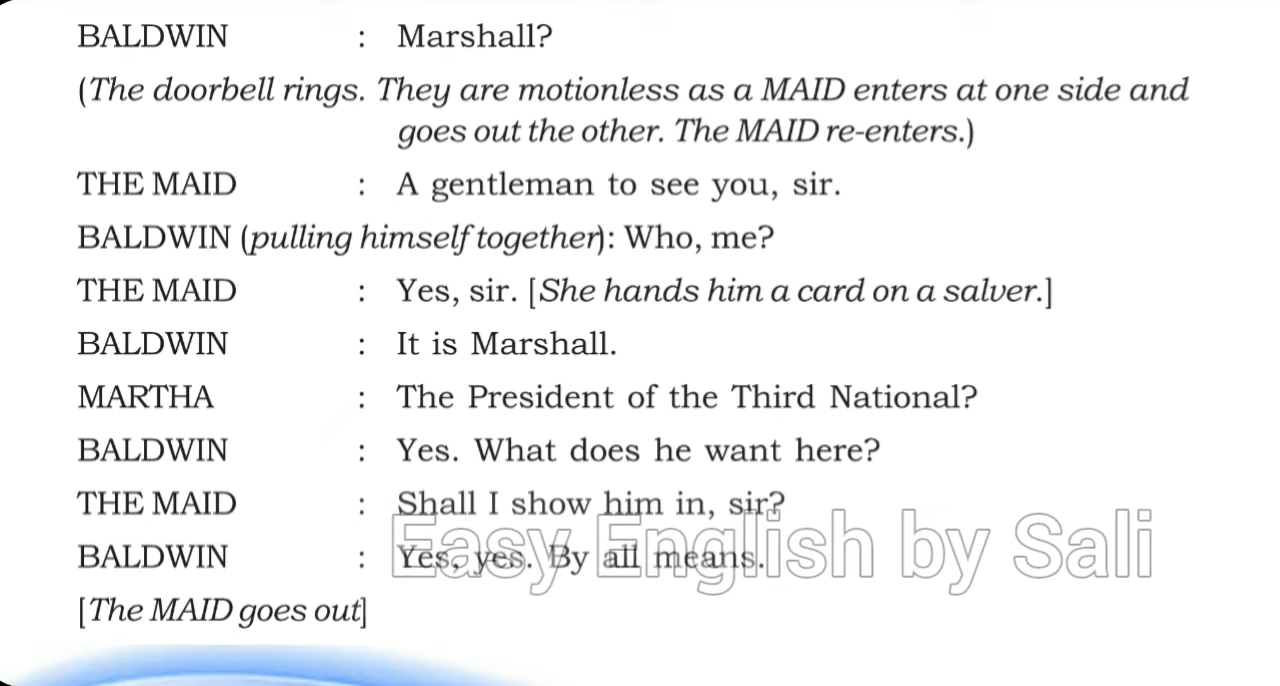 BALDWIN : Marshall?
(The doorbell rings. They are motionless as a MAID enters at one side and
goes out the other. The MAID re-enters.)
THE MAID : A gentleman to see you, sir.
BALDWIN (pulling himself together): Who, me?
THE MAID : Yes, sir. [She hands him a card on a salver.]
BALDWIN : It is Marshall.
MARTHA : The President of the Third National?
BALDWIN : Yes. What does he want here?
THE MAID : Shall I show him in, sir?
BALDWIN : Yes, yes. By all means.
Easy English by Sali
[The MAID goes out]